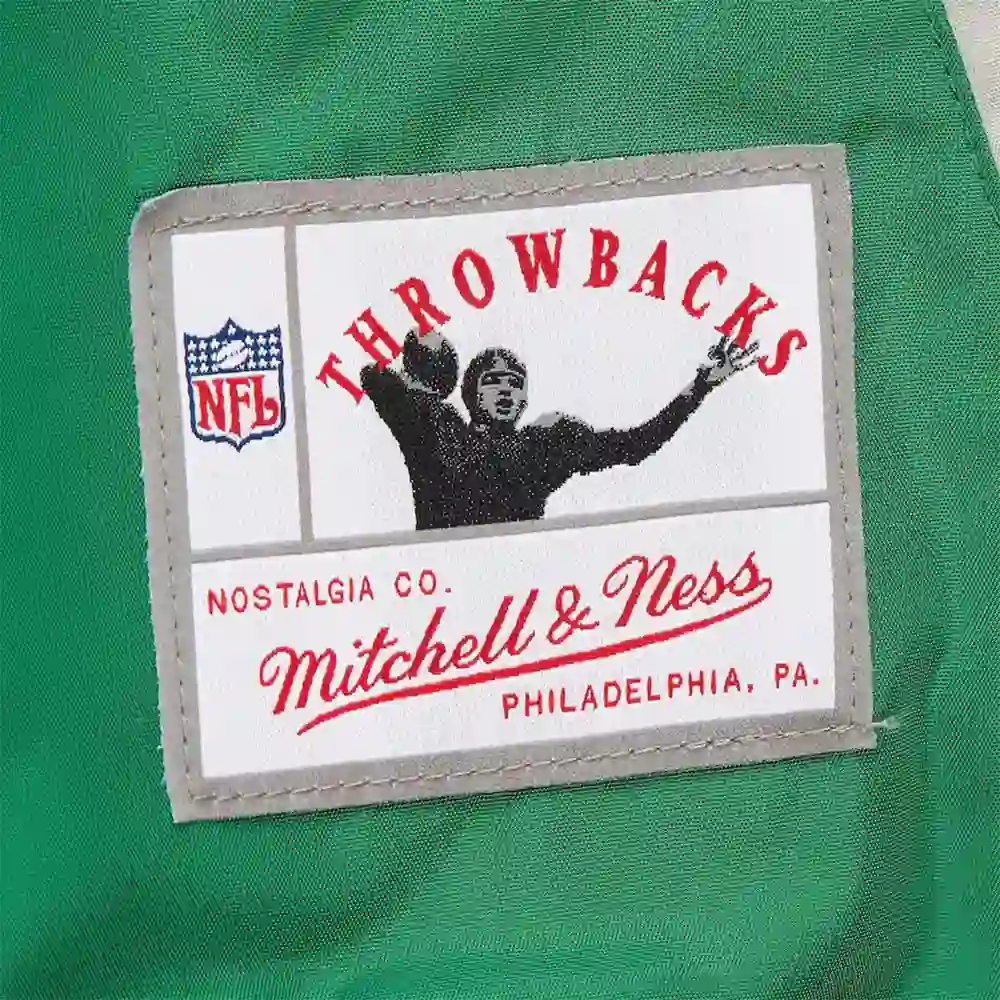 NFL
THROWBACKS
NOSTALGIA CO.
Mitchell & Ness
PHILADELPHIA, PA.